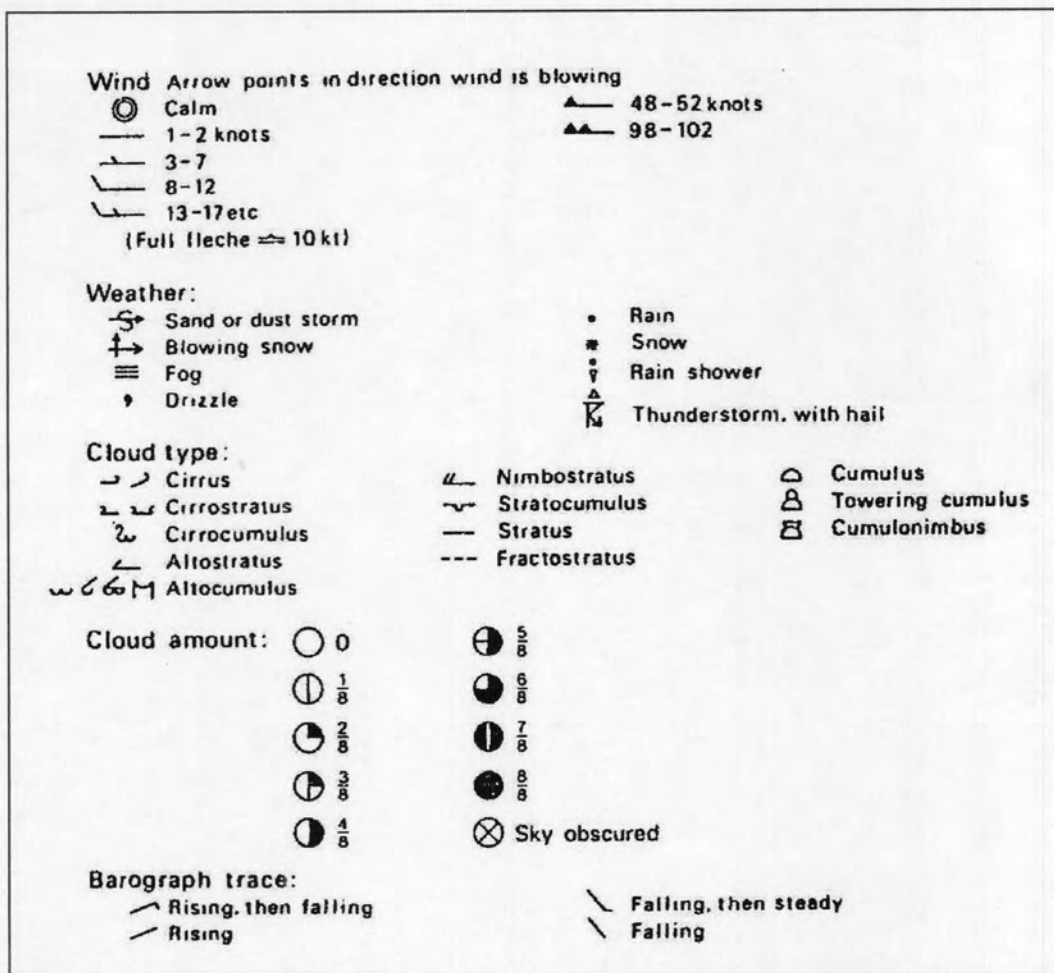 Wind Arrow points in direction wind is blowing
Calm
1-2 knots
3-7
8-12
13-17 etc
(Full fleche ≏ 10 kt)
48-52 knots
98-102
Weather:
Sand or dust storm
Blowing snow
Fog
Drizzle
Rain
Snow
Rain shower
Thunderstorm. with hail
Cloud type:
Cirrus
Cirrostratus
Cirrocumulus
Altostratus
Altocumulus
Nimbostratus
Stratocumulus
Stratus
Fractostratus
Cumulus
Towering cumulus
Cumulonimbus
Cloud amount:
0
1/8
2/8
3/8
4/8
5/8
6/8
7/8
8/8
Sky obscured
Barograph trace:
Rising, then falling
Rising
Falling, then steady
Falling